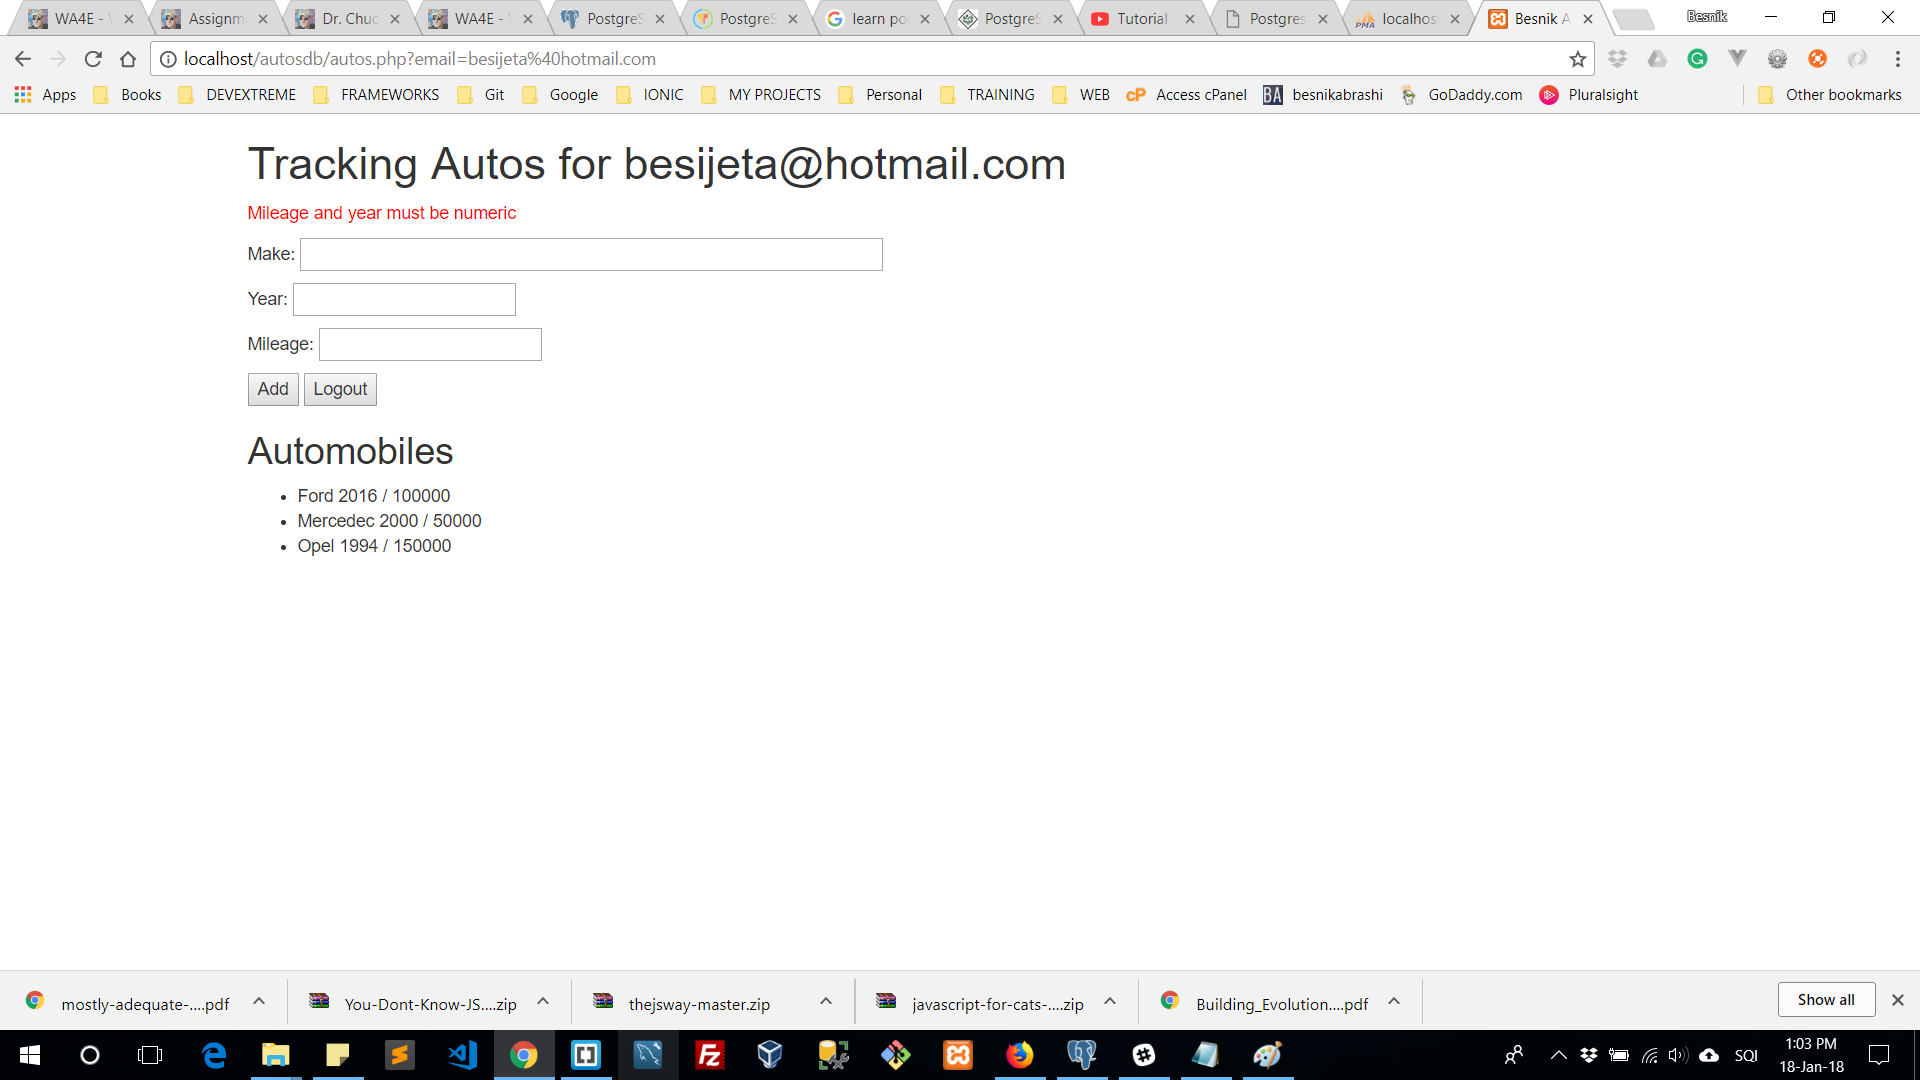 WA4E - Assignm Dr. Chuc WA4E - PostgreS PostgreS learn po PostgreS Tutorial Postgres localhos Besnik A Besnik
localhost/autosdb/autos.php?email=besijeta%40hotmail.com
Apps Books DEVEXTREME FRAMEWORKS Git Google IONIC MY PROJECTS Personal TRAINING WEB cP Access cPanel BA besnikabrashi GoDaddy.com Pluralsight Other bookmarks
Tracking Autos for besijeta@hotmail.com
Mileage and year must be numeric
Make:
Year:
Mileage:
Add Logout
Automobiles
• Ford 2016 / 100000
• Mercedec 2000 / 50000
• Opel 1994 / 150000
mostly-adequate-....pdf You-Dont-Know-JS....zip thejsway-master.zip javascript-for-cats-....zip Building_Evolution....pdf Show all
SQI 1:03 PM
18-Jan-18